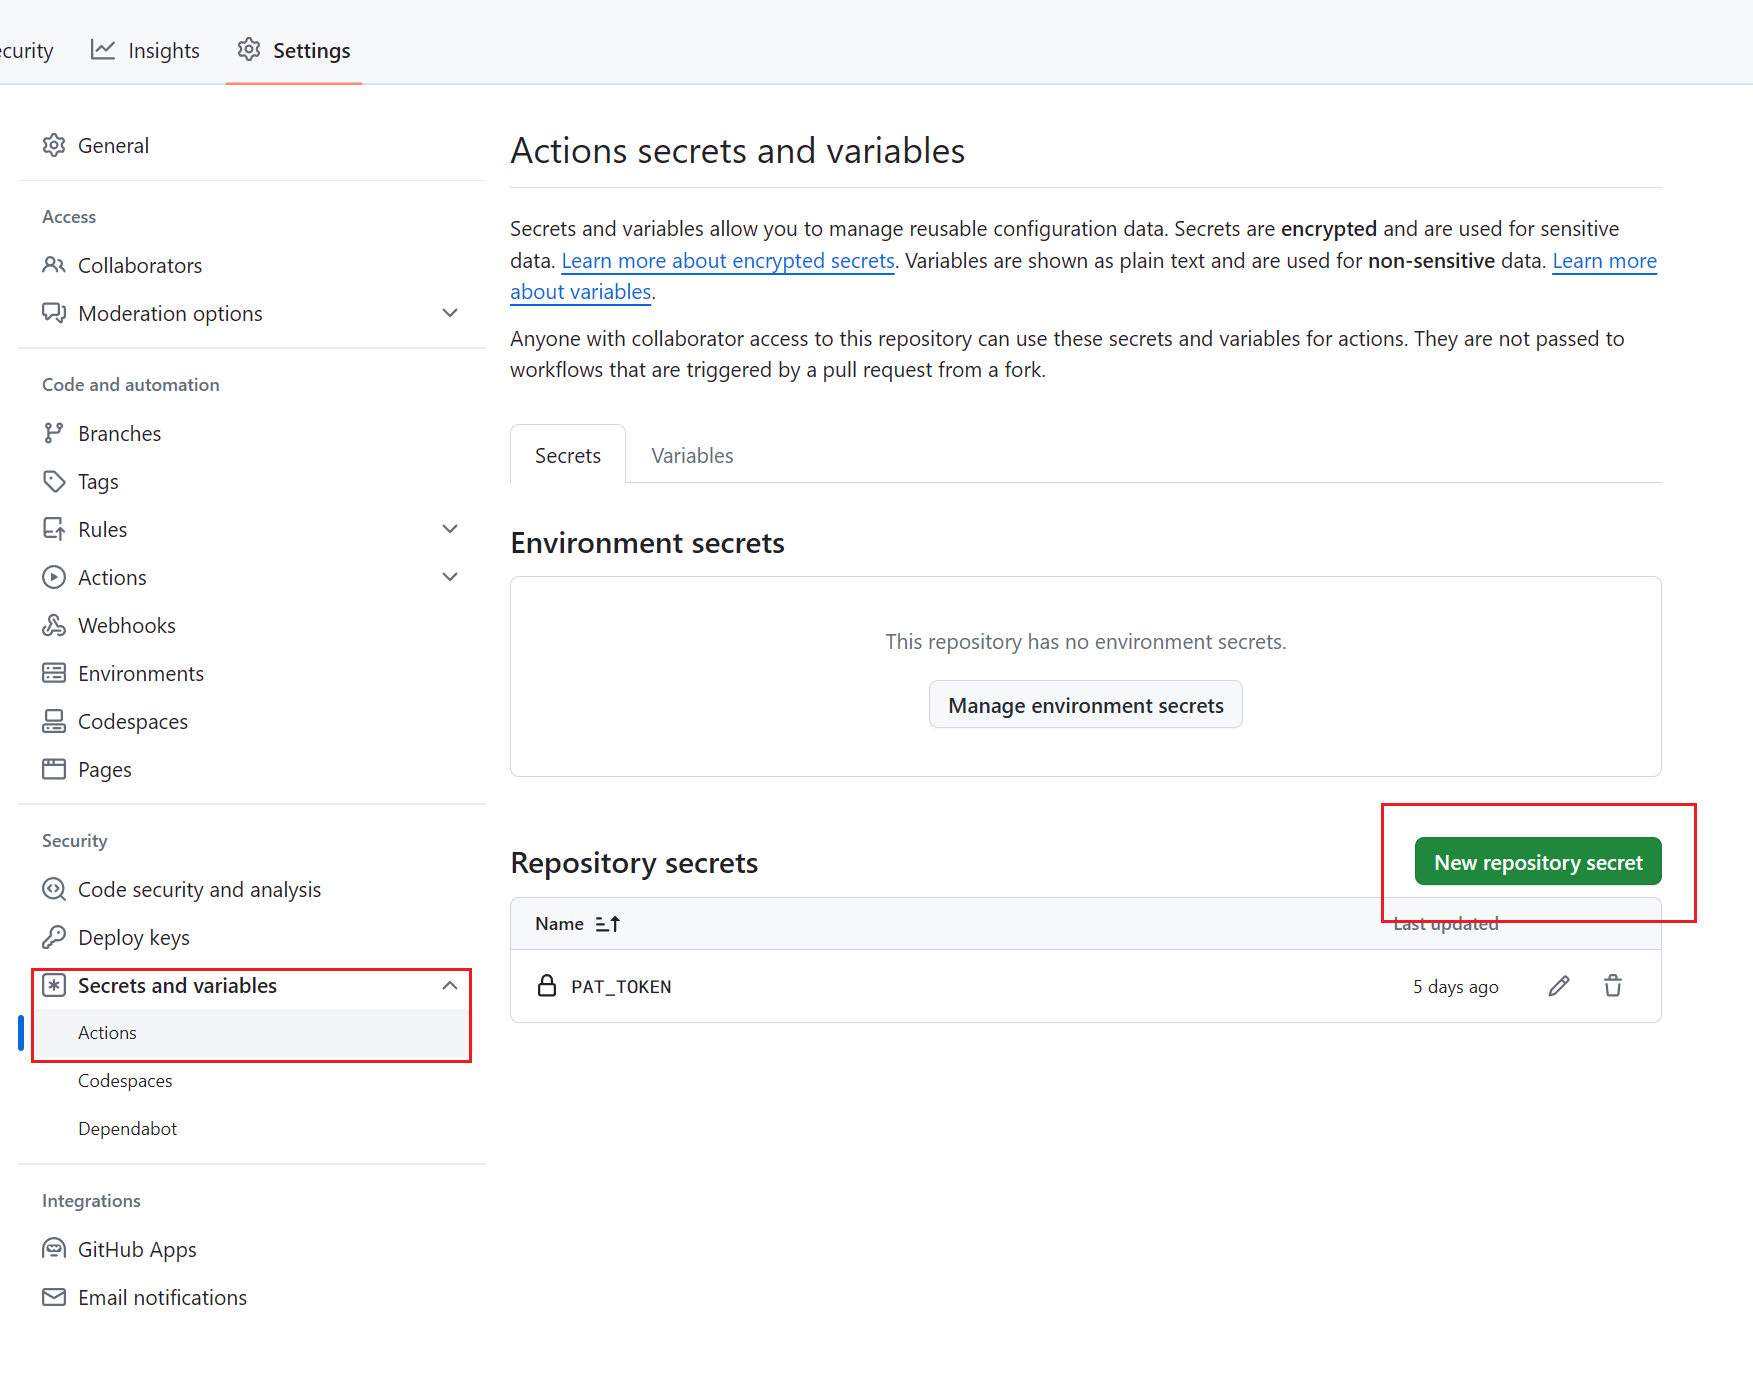 ecurity Insights Settings
General
Access
Collaborators
Moderation options
Code and automation
Branches
Tags
Rules
Actions
Webhooks
Environments
Codespaces
Pages
Security
Code security and analysis
Deploy keys
Secrets and variables
Actions
Codespaces
Dependabot
Integrations
GitHub Apps
Email notifications
Actions secrets and variables
Secrets and variables allow you to manage reusable configuration data. Secrets are encrypted and are used for sensitive
data. Learn more about encrypted secrets. Variables are shown as plain text and are used for non-sensitive data. Learn more
about variables.
Anyone with collaborator access to this repository can use these secrets and variables for actions. They are not passed to
workflows that are triggered by a pull request from a fork.
Secrets Variables
Environment secrets
This repository has no environment secrets.
Manage environment secrets
Repository secrets
New repository secret
Name Last updated
PAT_TOKEN 5 days ago